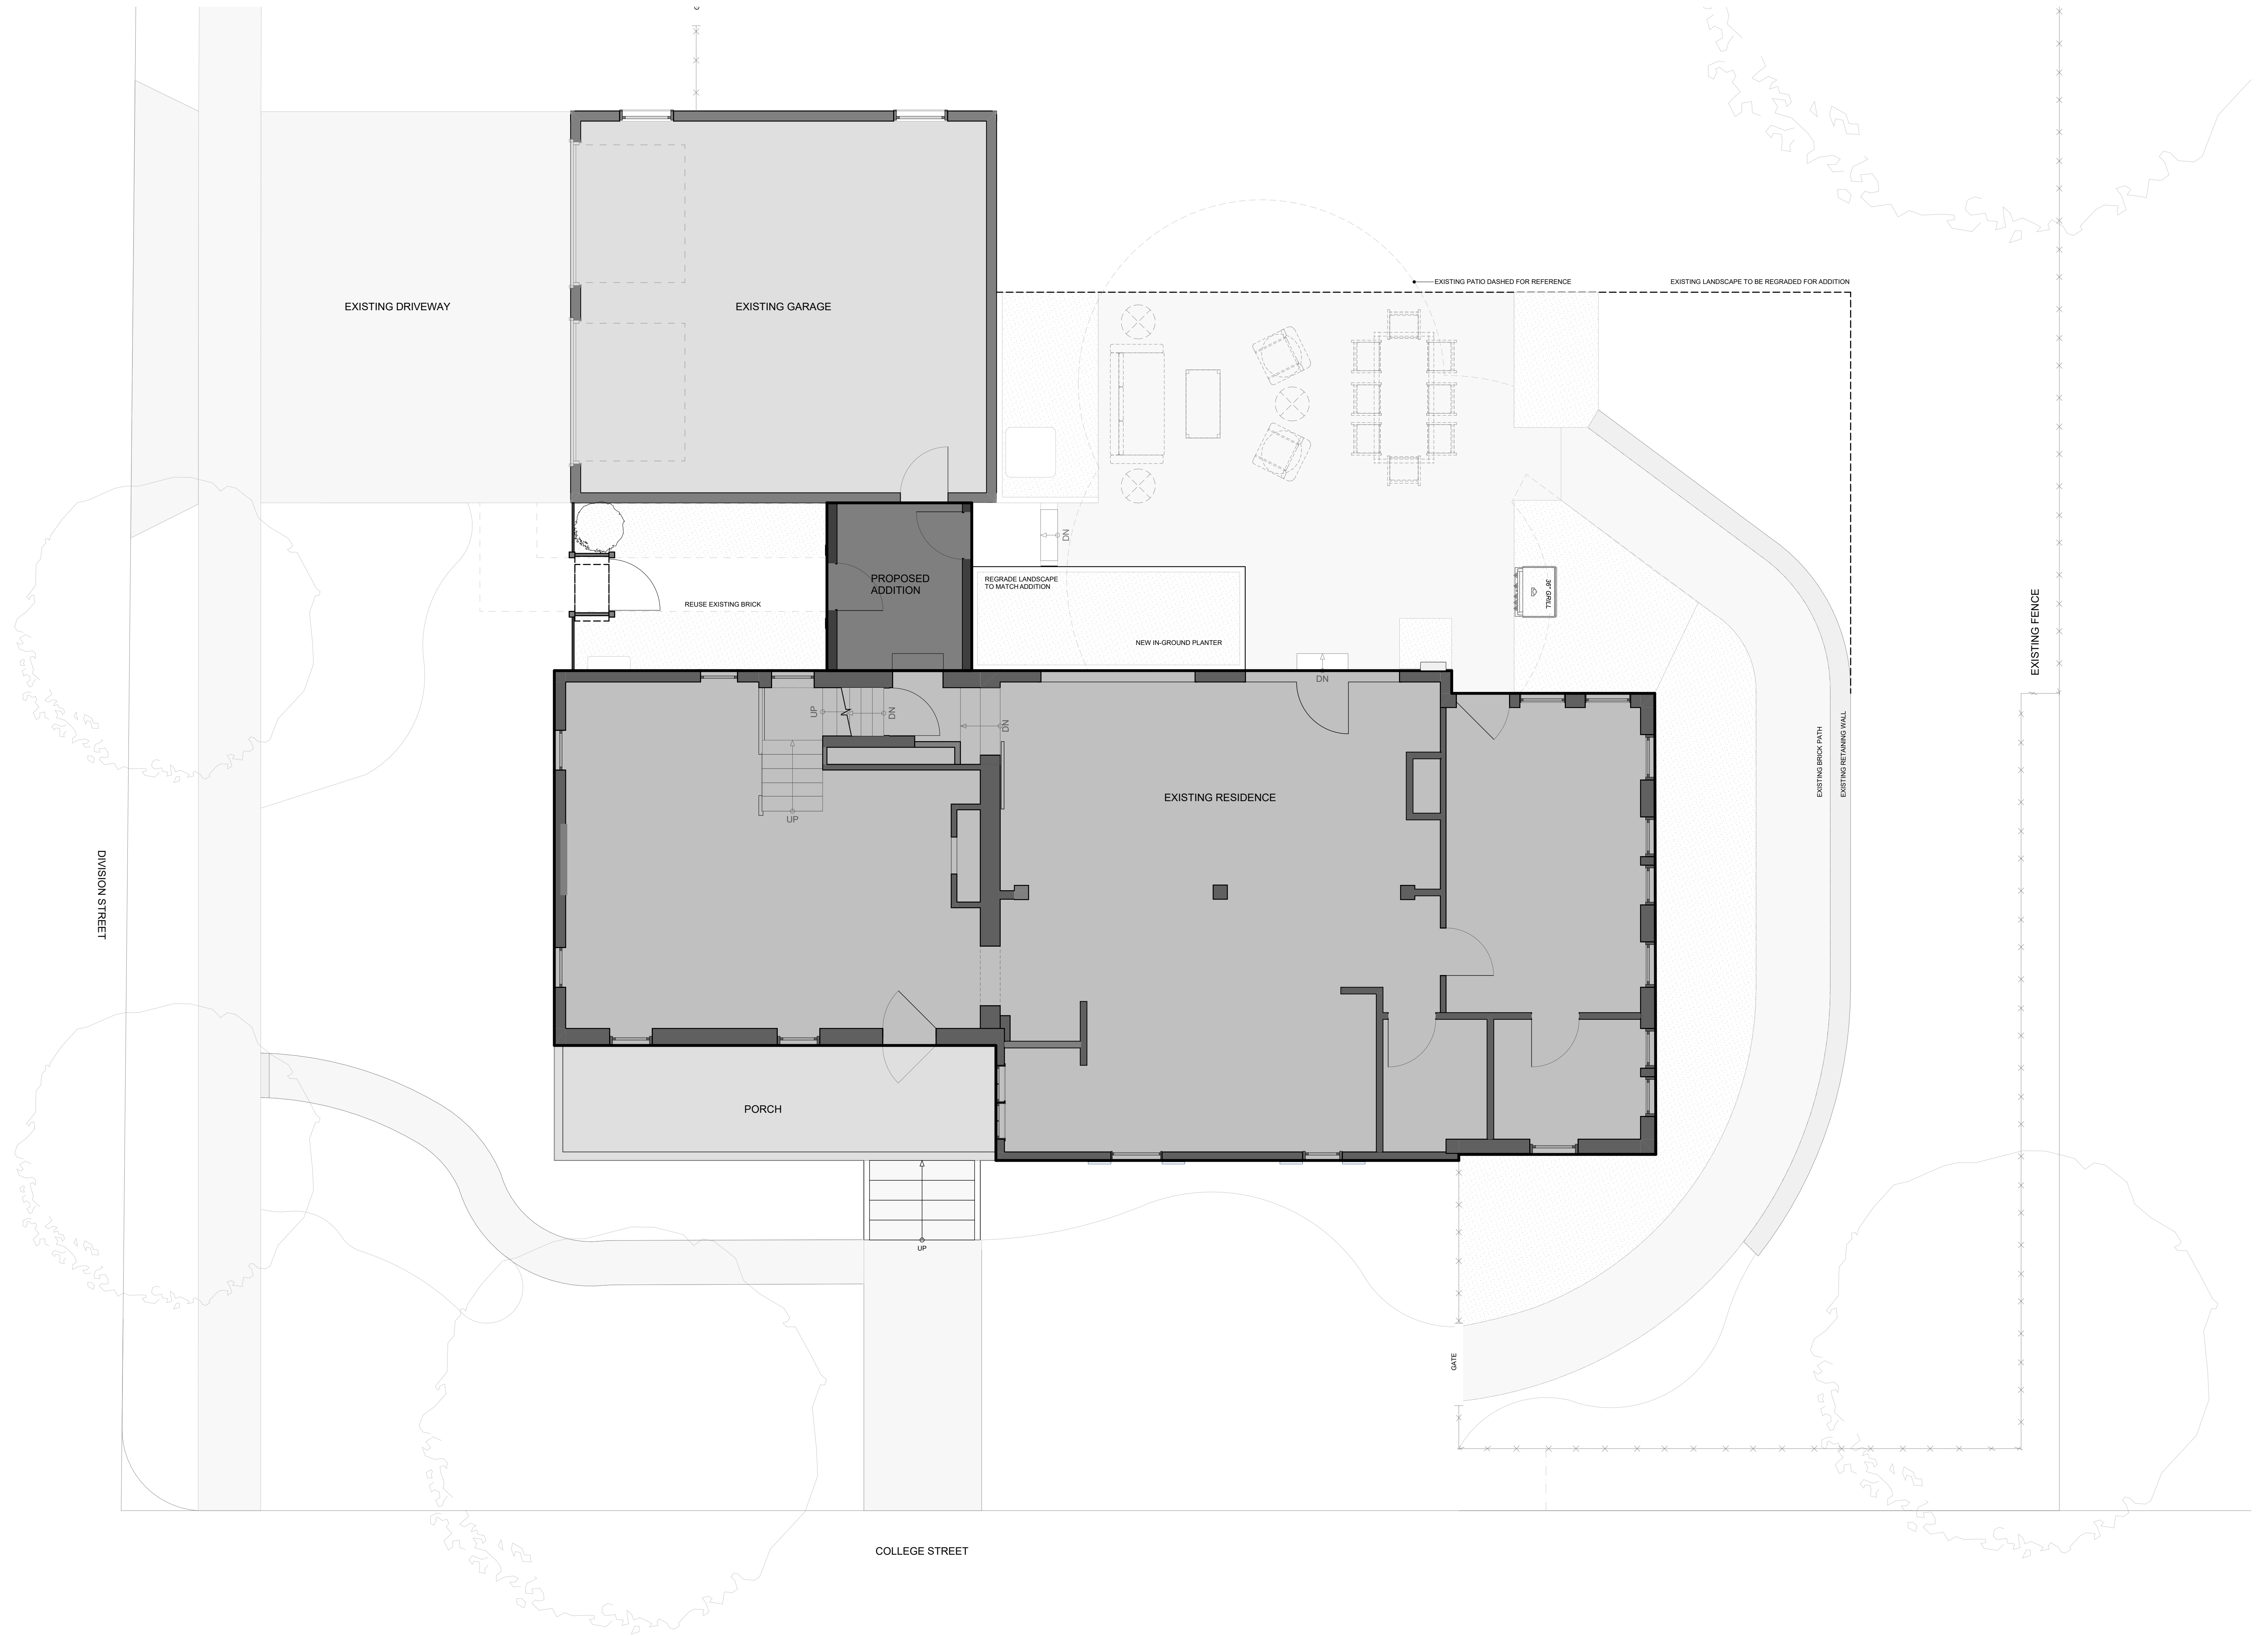 EXISTING PATIO DASHED FOR REFERENCE
EXISTING LANDSCAPE TO BE REGRADED FOR ADDITION
EXISTING DRIVEWAY
EXISTING GARAGE
DN
PROPOSED
ADDITION
REGRADE LANDSCAPE
TO MATCH ADDITION
36" GRILL
REUSE EXISTING BRICK
NEW IN-GROUND PLANTER
EXISTING FENCE
DN
UP
DN
DN
EXISTING BRICK PATH
EXISTING RETAINING WALL
EXISTING RESIDENCE
UP
DIVISION STREET
PORCH
UP
GATE
COLLEGE STREET